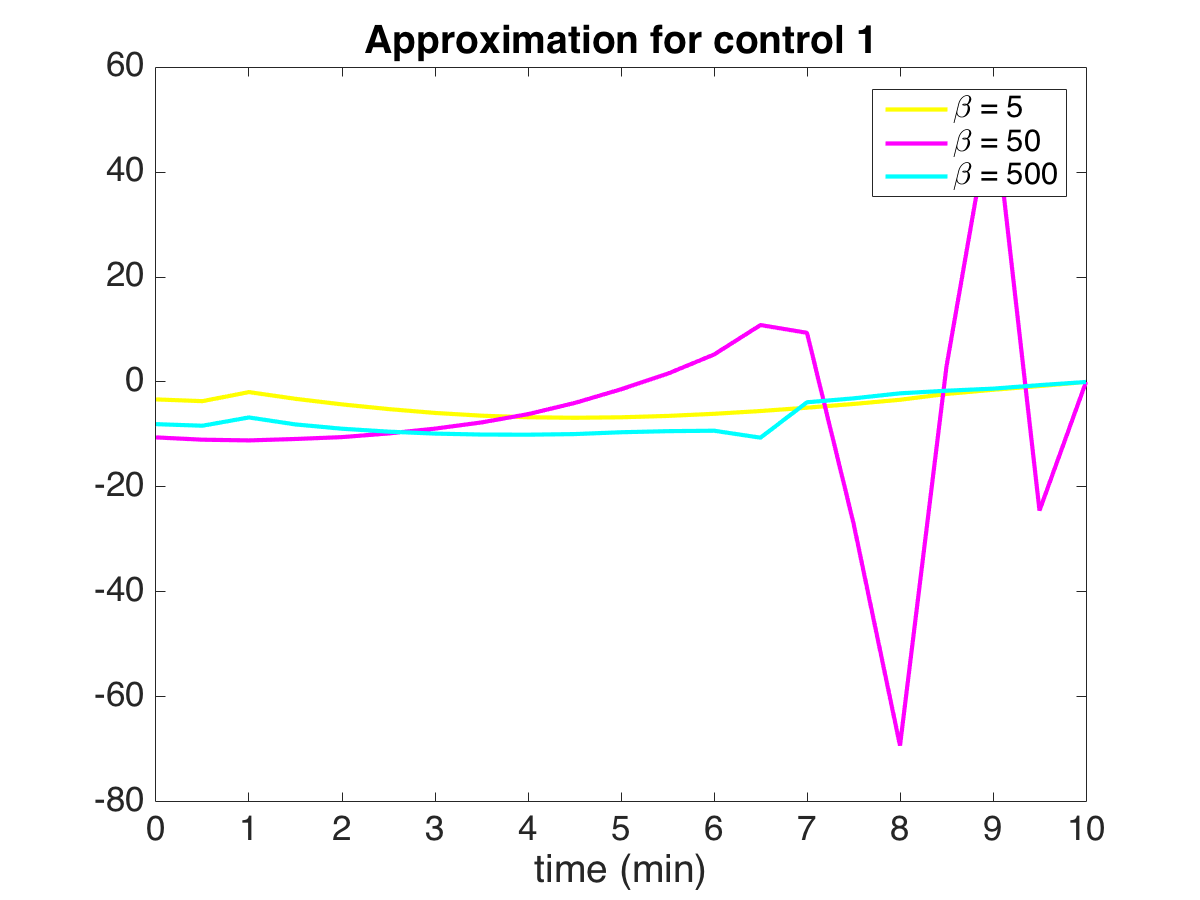 Approximation for control 1
60
40
20
0
-20
-40
-60
-80
β = 5
β = 50
β = 500
0 1 2 3 4 5 6 7 8 9 10
time (min)